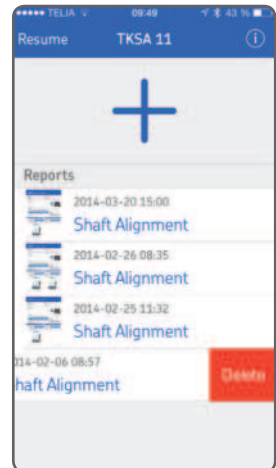 TELIA 09:49 43 %
Resume TKSA 11
Reports
2014-03-20 15:00
Shaft Alignment
2014-02-26 08:35
Shaft Alignment
2014-02-25 11:32
Shaft Alignment
014-02-06 08:57
haft Alignment
Delete